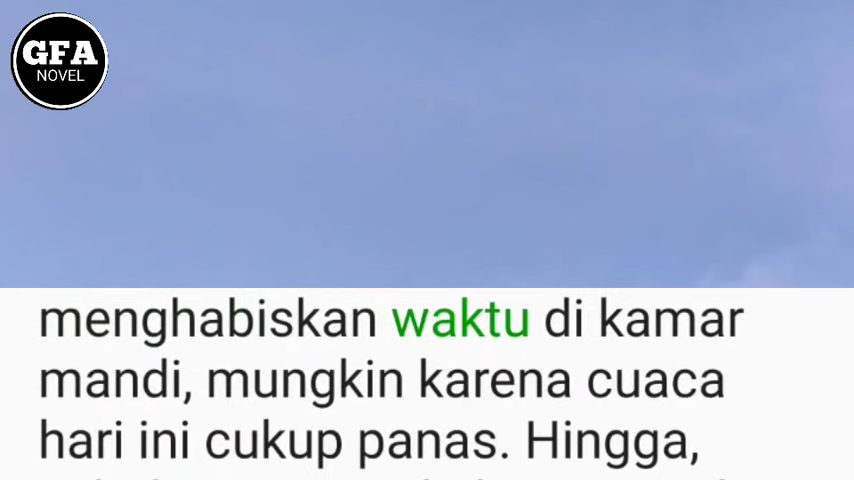 GFA
NOVEL
menghabiskan waktu di kamar
mandi, mungkin karena cuaca
hari ini cukup panas. Hingga,